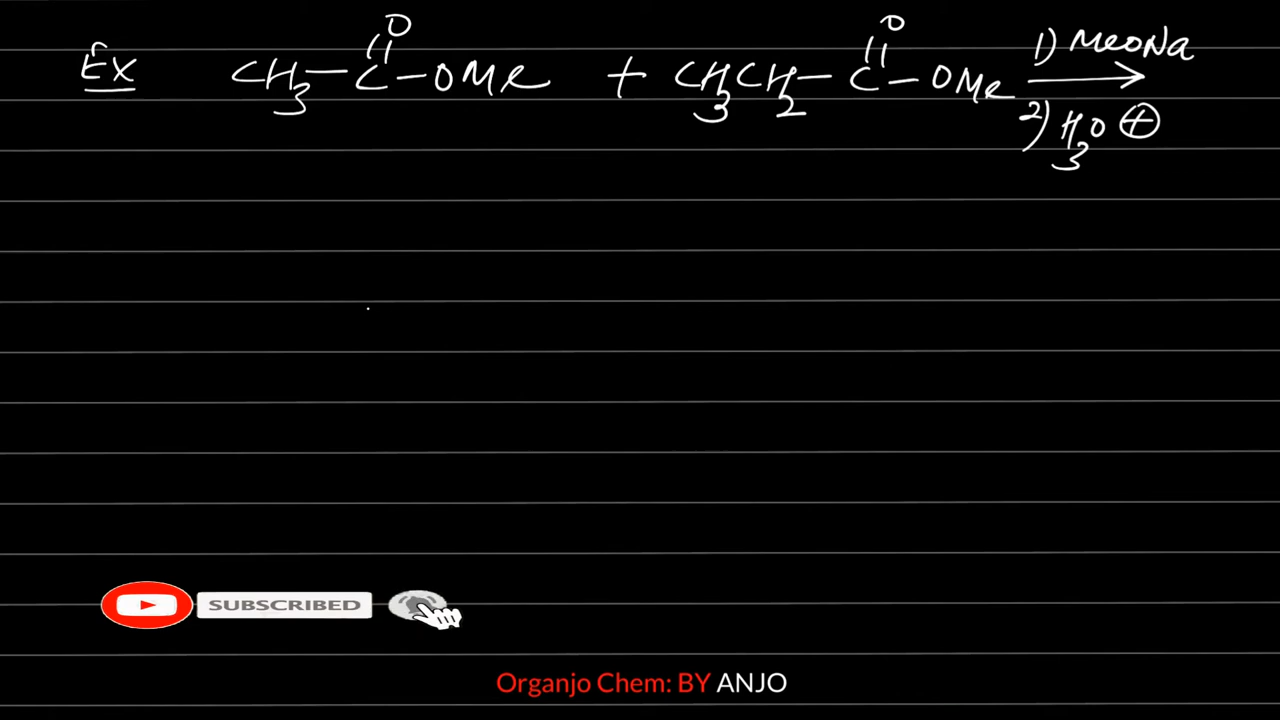 Ex CH3—C(=O)—OMe + CH3CH2—C(=O)—OMe 1) MeONa → 2) H3O⊕
SUBSCRIBED
Organjo Chem: BY ANJO